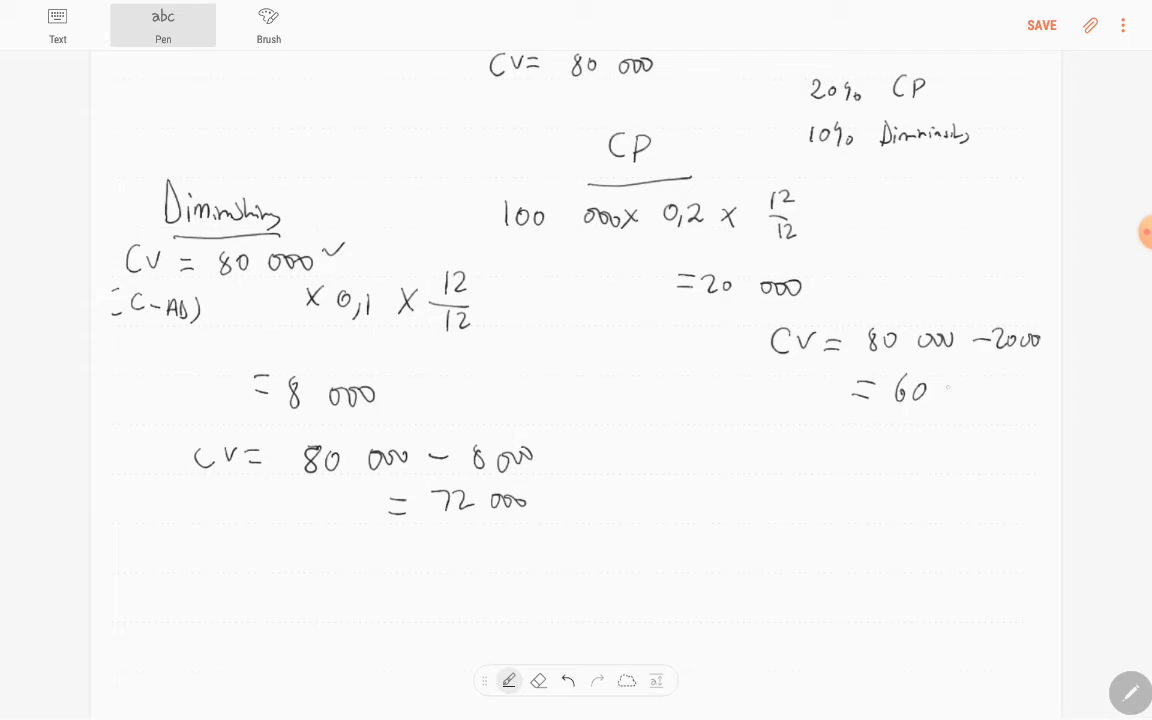 Text
abc
Pen
Brush
SAVE
CV= 80 000
20% CP
10% Diminishing
CP
100 000 x 0,2 x 12/12
= 20 000
CV = 80 000 - 2000
= 60
Diminshing
CV = 80 000 ✓
= C-AD)
x 0,1 x 12/12
= 8 000
CV = 80 000 - 8 000
= 72 000